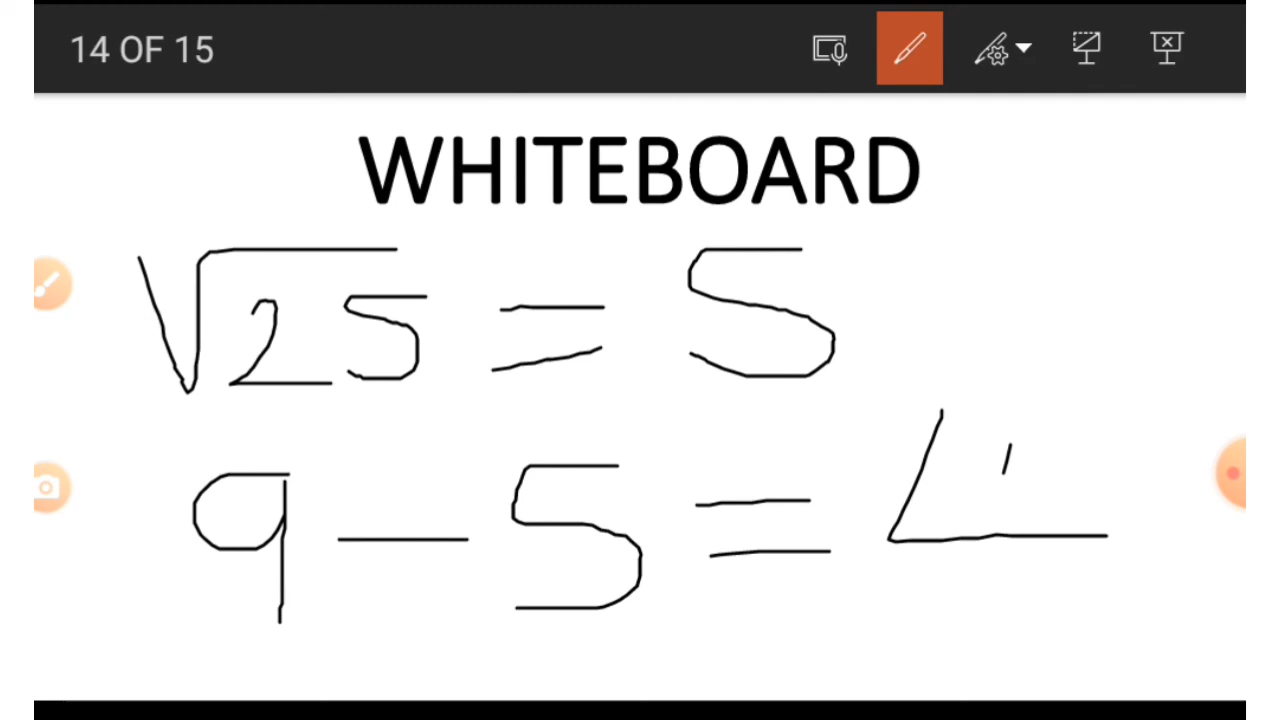 14 OF 15
WHITEBOARD
√25 = 5
9 - 5 = 4